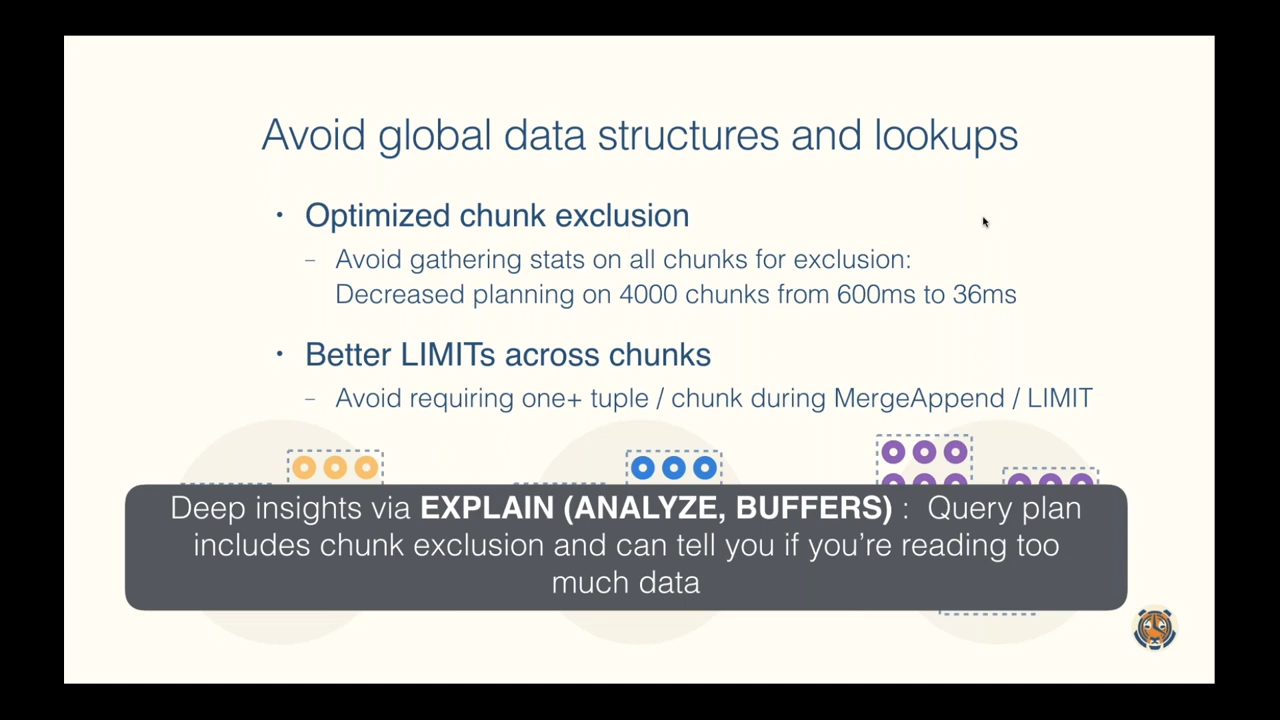 Avoid global data structures and lookups
• Optimized chunk exclusion
– Avoid gathering stats on all chunks for exclusion:
Decreased planning on 4000 chunks from 600ms to 36ms
• Better LIMITs across chunks
– Avoid requiring one+ tuple / chunk during MergeAppend / LIMIT
Deep insights via EXPLAIN (ANALYZE, BUFFERS) : Query plan
includes chunk exclusion and can tell you if you’re reading too
much data